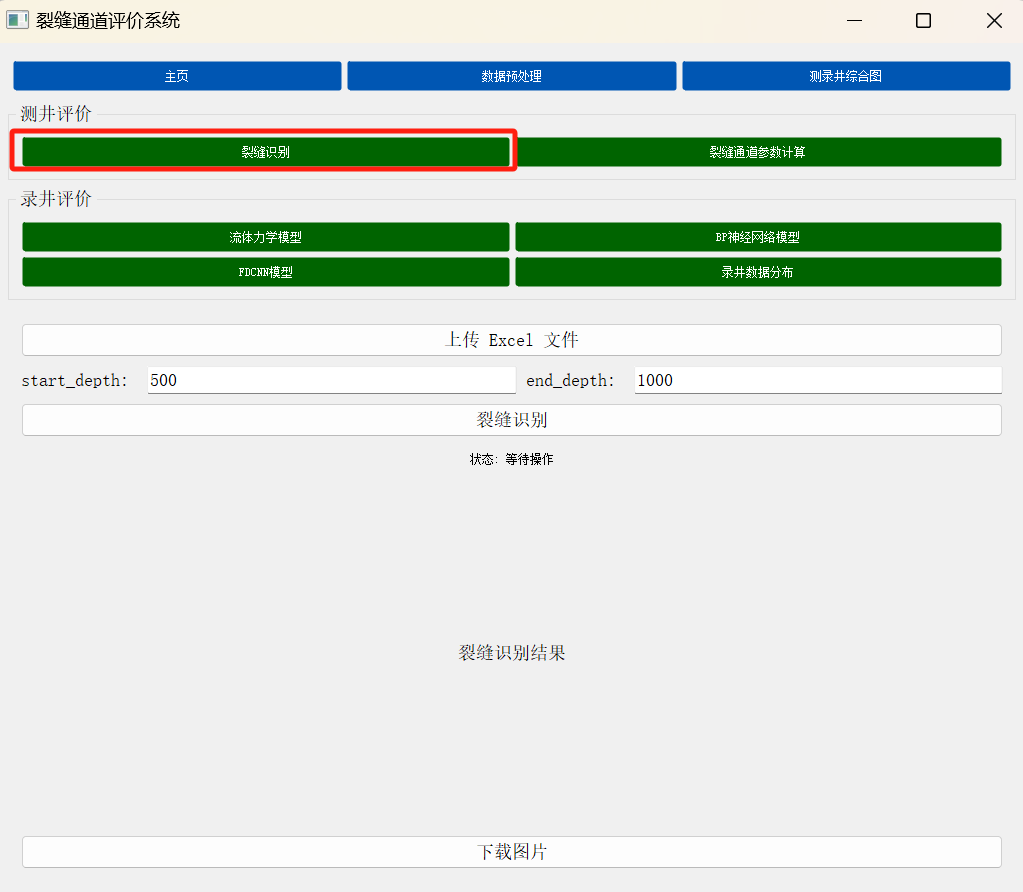 裂缝通道评价系统
主页 数据预处理 测录井综合图
测井评价
裂缝识别 裂缝通道参数计算
录井评价
流体力学模型 BP神经网络模型
FDCNN模型 录井数据分布
上传 Excel 文件
start_depth: 500 end_depth: 1000
裂缝识别
状态: 等待操作
裂缝识别结果
下载图片